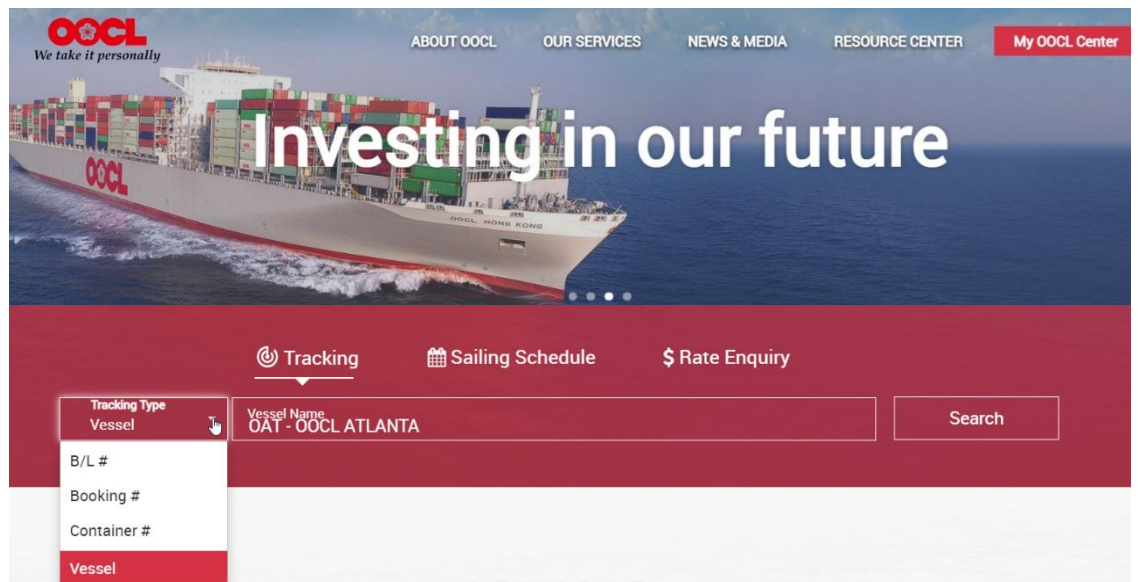 OOCL
We take it personally
ABOUT OOCL OUR SERVICES NEWS & MEDIA RESOURCE CENTER My OOCL Center
Investing in our future
OOCL
OOCL HONG KONG
Tracking Sailing Schedule $ Rate Enquiry
Tracking Type
Vessel
Vessel Name
OAT - OOCL ATLANTA
Search
B/L #
Booking #
Container #
Vessel